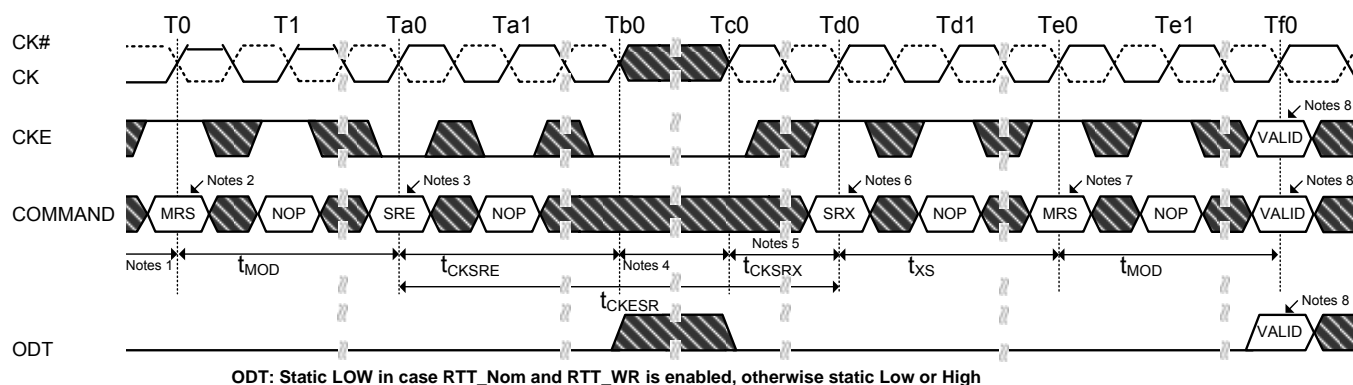 T0 T1 Ta0 Ta1 Tb0 Tc0 Td0 Td1 Te0 Te1 Tf0
CK#
CK
Notes 8
CKE
VALID
Notes 2 Notes 3 Notes 6 Notes 7 Notes 8
COMMAND MRS NOP SRE NOP SRX NOP MRS NOP VALID
Notes 1 tMOD tCKSRE Notes 4 Notes 5 tCKSRX tXS tMOD
tCKESR
Notes 8
ODT VALID
ODT: Static LOW in case RTT_Nom and RTT_WR is enabled, otherwise static Low or High